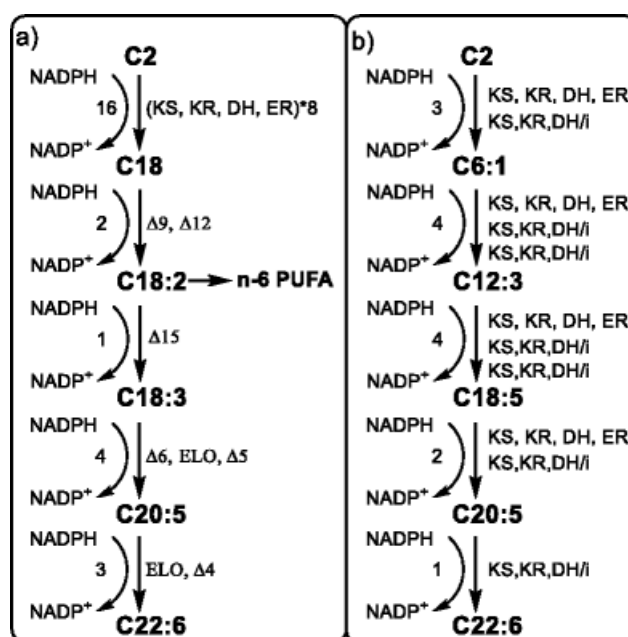 a)
C2
NADPH
16
(KS, KR, DH, ER)*8
NADP+
C18
NADPH
2
Δ9, Δ12
NADP+
C18:2 → n-6 PUFA
NADPH
1
Δ15
NADP+
C18:3
NADPH
4
Δ6, ELO, Δ5
NADP+
C20:5
NADPH
3
ELO, Δ4
NADP+
C22:6
b)
C2
NADPH
3
KS, KR, DH, ER
KS,KR,DH/i
NADP+
C6:1
NADPH
4
KS, KR, DH, ER
KS,KR,DH/i
KS,KR,DH/i
NADP+
C12:3
NADPH
4
KS, KR, DH, ER
KS,KR,DH/i
KS,KR,DH/i
NADP+
C18:5
NADPH
2
KS, KR, DH, ER
KS,KR,DH/i
NADP+
C20:5
NADPH
1
KS,KR,DH/i
NADP+
C22:6